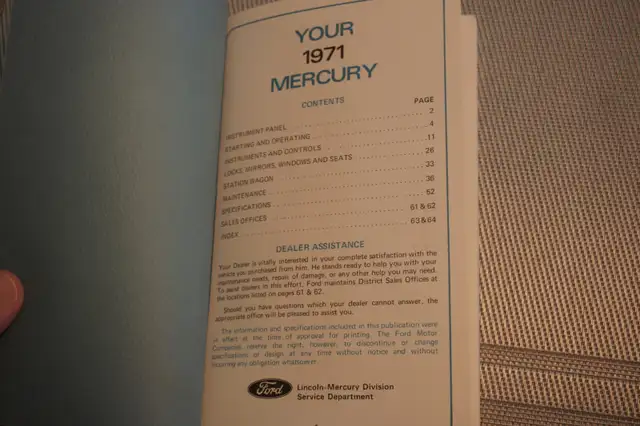 YOUR
1971
MERCURY
CONTENTS
PAGE
INSTRUMENT PANEL 2
STARTING AND OPERATING 4
INSTRUMENTS AND CONTROLS 11
LOCKS, MIRRORS, WINDOWS AND SEATS 26
STATION WAGON 33
MAINTENANCE 36
SPECIFICATIONS 52
SALES OFFICES 61 & 62
INDEX 63 & 64
DEALER ASSISTANCE
Your Dealer is vitally interested in your complete satisfaction with the
vehicle you purchased from him. He stands ready to help you with your
maintenance needs, repair of damage, or any other help you may need.
To assist dealers in this effort, Ford maintains District Sales Offices at
the locations listed on pages 61 & 62.
Should you have questions which your dealer cannot answer, the
appropriate office will be pleased to assist you.
The information and specifications included in this publication were
in effect at the time of approval for printing. The Ford Motor
Company reserves the right, however, to discontinue or change
specifications or design at any time without notice and without
incurring any obligation whatsoever.
Ford
Lincoln-Mercury Division
Service Department